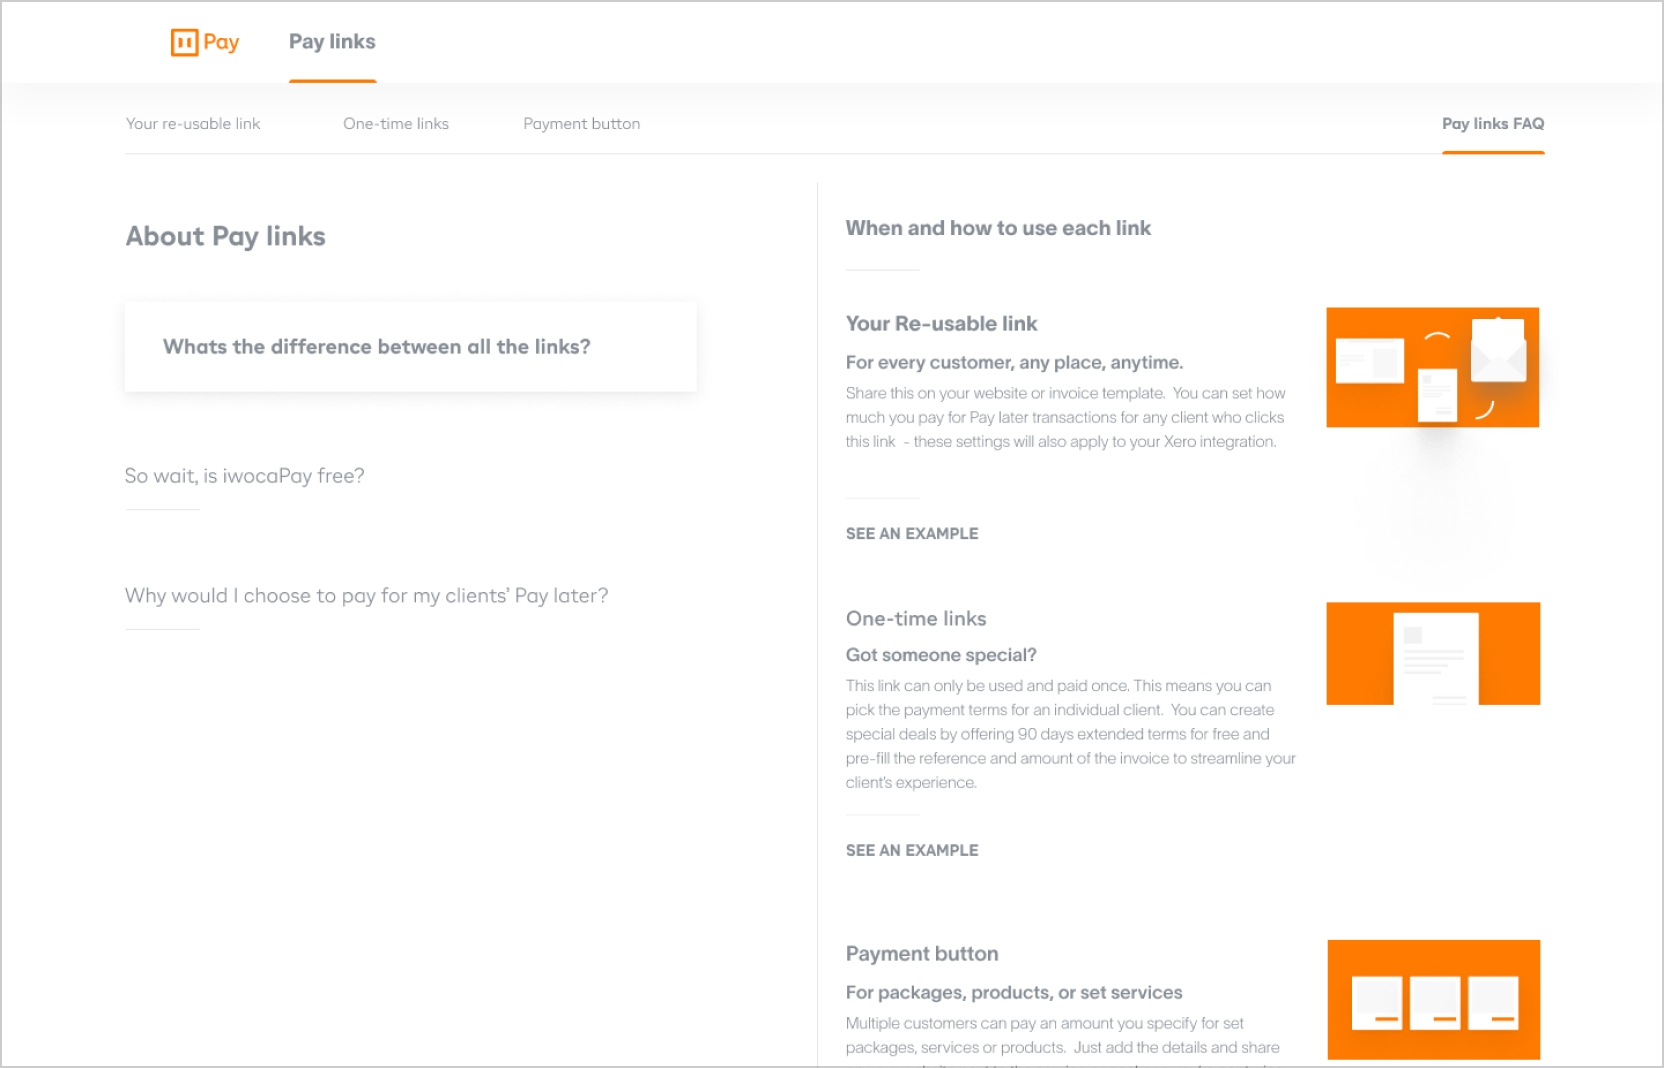 Pay
Pay links
Your re-usable link
One-time links
Payment button
Pay links FAQ
About Pay links
Whats the difference between all the links?
So wait, is iwocaPay free?
Why would I choose to pay for my clients’ Pay later?
When and how to use each link
Your Re-usable link
For every customer, any place, anytime.
Share this on your website or invoice template. You can set how
much you pay for Pay later transactions for any client who clicks
this link - these settings will also apply to your Xero integration.
SEE AN EXAMPLE
One-time links
Got someone special?
This link can only be used and paid once. This means you can
pick the payment terms for an individual client. You can create
special deals by offering 90 days extended terms for free and
pre-fill the reference and amount of the invoice to streamline your
client's experience.
SEE AN EXAMPLE
Payment button
For packages, products, or set services
Multiple customers can pay an amount you specify for set
packages, services or products. Just add the details and share